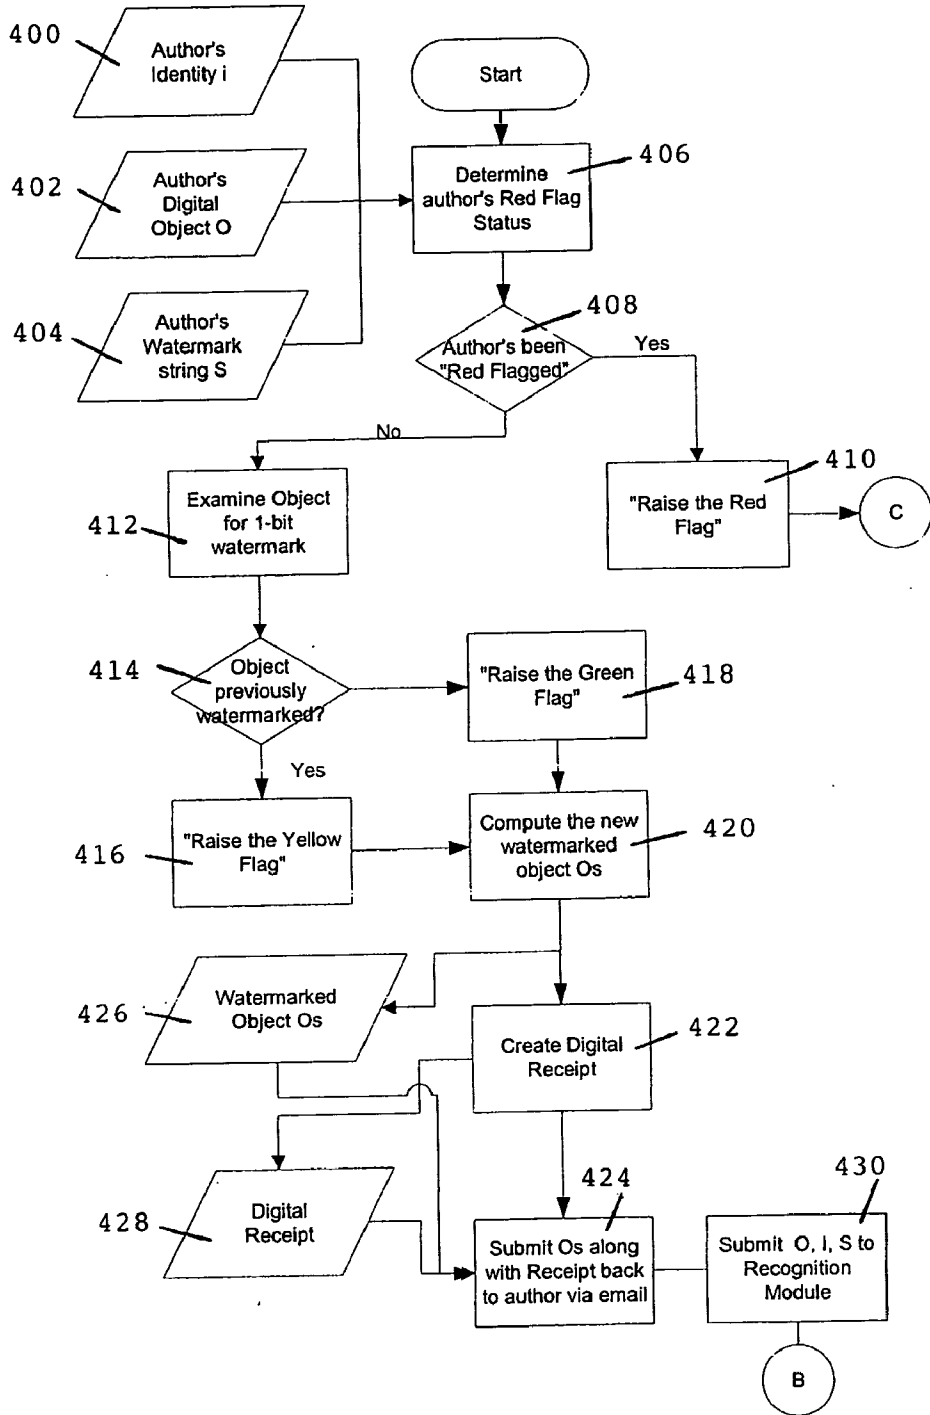 400
Author's
Identity i
Start
402
Author's
Digital
Object O
406
Determine
author's Red Flag
Status
404
Author's
Watermark
string S
408
Author's been
"Red Flagged"
Yes
No
410
"Raise the Red
Flag"
C
412
Examine Object
for 1-bit
watermark
414
Object
previously
watermarked?
"Raise the Green
Flag"
418
Yes
416
"Raise the Yellow
Flag"
Compute the new
watermarked
object Os
420
426
Watermarked
Object Os
Create Digital
Receipt
422
428
Digital
Receipt
424
Submit Os along
with Receipt back
to author via email
430
Submit O, I, S to
Recognition
Module
B